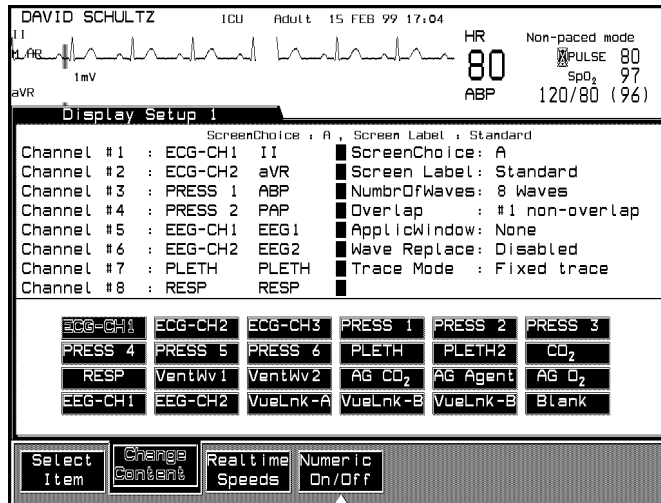 DAVID SCHULTZ ICU Adult 15 FEB 99 17:04
II
M AR
1mV
aVR
HR
80
ABP
Non-paced mode
PULSE 80
SpO₂ 97
120/80 (96)
Display Setup 1
ScreenChoice : A , Screen Label : Standard
Channel #1 : ECG-CH1 II ScreenChoice: A
Channel #2 : ECG-CH2 aVR Screen Label: Standard
Channel #3 : PRESS 1 ABP NumbrOfWaves: 8 Waves
Channel #4 : PRESS 2 PAP Overlap : #1 non-overlap
Channel #5 : EEG-CH1 EEG1 ApplicWindow: None
Channel #6 : EEG-CH2 EEG2 Wave Replace: Disabled
Channel #7 : PLETH PLETH Trace Mode : Fixed trace
Channel #8 : RESP RESP
ECG-CH1 ECG-CH2 ECG-CH3 PRESS 1 PRESS 2 PRESS 3
PRESS 4 PRESS 5 PRESS 6 PLETH PLETH2 CO₂
RESP VentWv1 VentWv2 AG CO₂ AG Agent AG O₂
EEG-CH1 EEG-CH2 VueLnk-A VueLnk-B VueLnk-B Blank
Select Item
Change Content
Realtime Speeds
Numeric On/Off